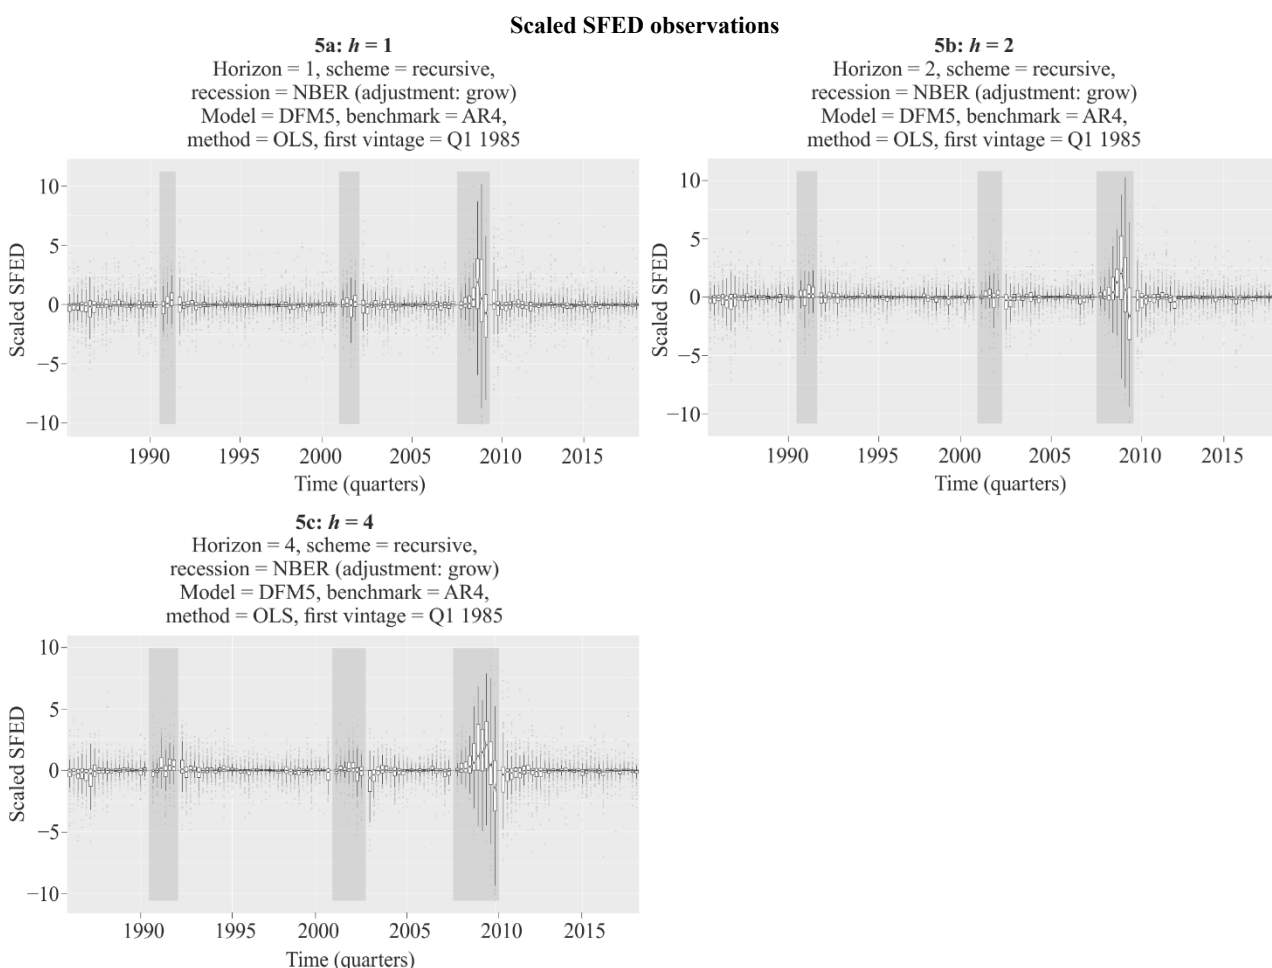 Scaled SFED observations
5a: h = 1
Horizon = 1, scheme = recursive,
recession = NBER (adjustment: grow)
Model = DFM5, benchmark = AR4,
method = OLS, first vintage = Q1 1985
10
5
0
−5
−10
Scaled SFED
1990 1995 2000 2005 2010 2015
Time (quarters)
5b: h = 2
Horizon = 2, scheme = recursive,
recession = NBER (adjustment: grow)
Model = DFM5, benchmark = AR4,
method = OLS, first vintage = Q1 1985
10
5
0
−5
−10
Scaled SFED
1990 1995 2000 2005 2010 2015
Time (quarters)
5c: h = 4
Horizon = 4, scheme = recursive,
recession = NBER (adjustment: grow)
Model = DFM5, benchmark = AR4,
method = OLS, first vintage = Q1 1985
10
5
0
−5
−10
Scaled SFED
1990 1995 2000 2005 2010 2015
Time (quarters)